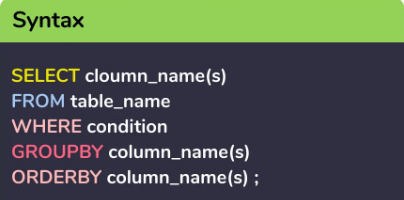 Syntax
SELECT cloumn_name(s)
FROM table_name
WHERE condition
GROUPBY column_name(s)
ORDERBY column_name(s) ;